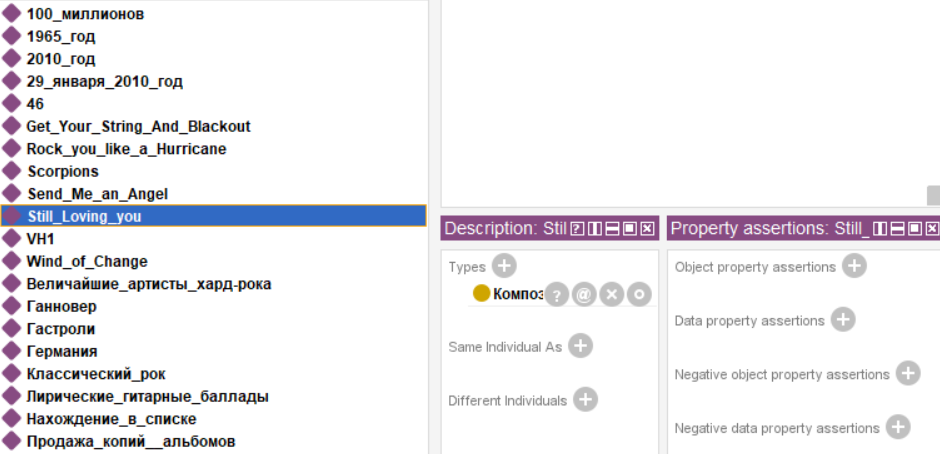 100_миллионов
1965_год
2010_год
29_января_2010_год
46
Get_Your_String_And_Blackout
Rock_you_like_a_Hurricane
Scorpions
Send_Me_an_Angel
Still_Loving_you
VH1
Wind_of_Change
Величайшие_артисты_хард-рока
Ганновер
Гастроли
Германия
Классический_рок
Лирические_гитарные_баллады
Нахождение_в_списке
Продажа_копий__альбомов
Description: Stil
Types
Композ
Same Individual As
Different Individuals
Property assertions: Still_
Object property assertions
Data property assertions
Negative object property assertions
Negative data property assertions